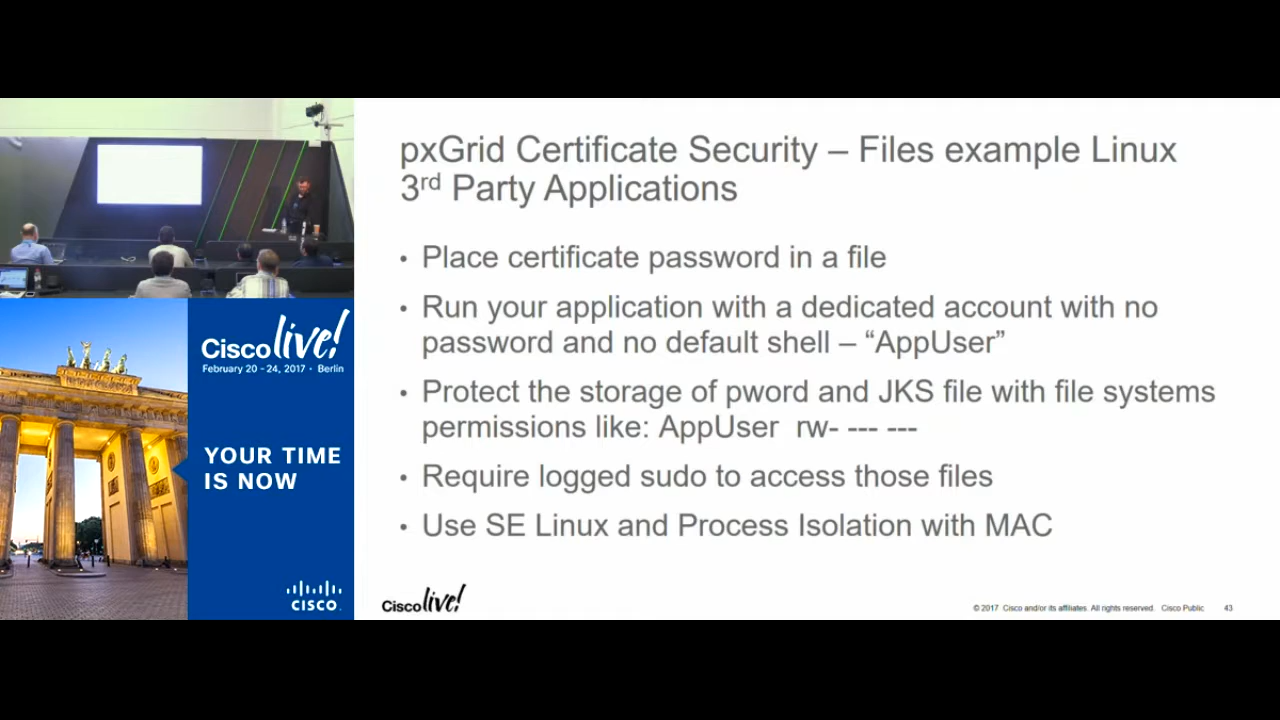 pxGrid Certificate Security – Files example Linux
3rd Party Applications
• Place certificate password in a file
• Run your application with a dedicated account with no
password and no default shell – “AppUser”
• Protect the storage of pword and JKS file with file systems
permissions like: AppUser rw- --- ---
• Require logged sudo to access those files
• Use SE Linux and Process Isolation with MAC
Cisco live!
February 20 - 24, 2017 • Berlin
YOUR TIME
IS NOW
CISCO.
Cisco live!
© 2017 Cisco and/or its affiliates. All rights reserved. Cisco Public 43